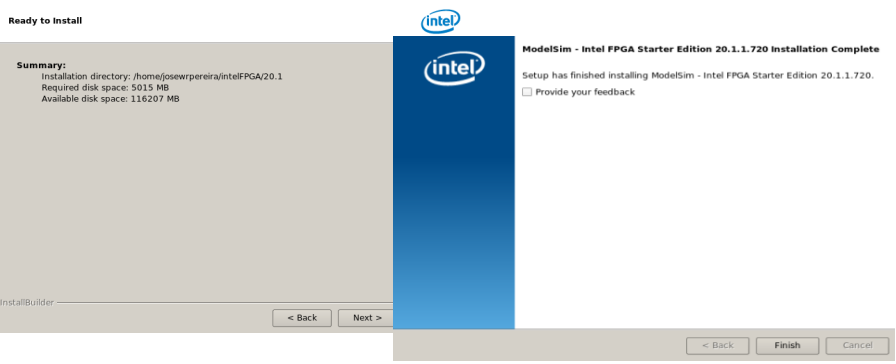 Ready to Install
Summary:
Installation directory: /home/josewrpereira/intelFPGA/20.1
Required disk space: 5015 MB
Available disk space: 116207 MB
InstallBuilder
< Back
Next >
intel
intel
ModelSim - Intel FPGA Starter Edition 20.1.1.720 Installation Complete
Setup has finished installing ModelSim - Intel FPGA Starter Edition 20.1.1.720.
Provide your feedback
< Back
Finish
Cancel